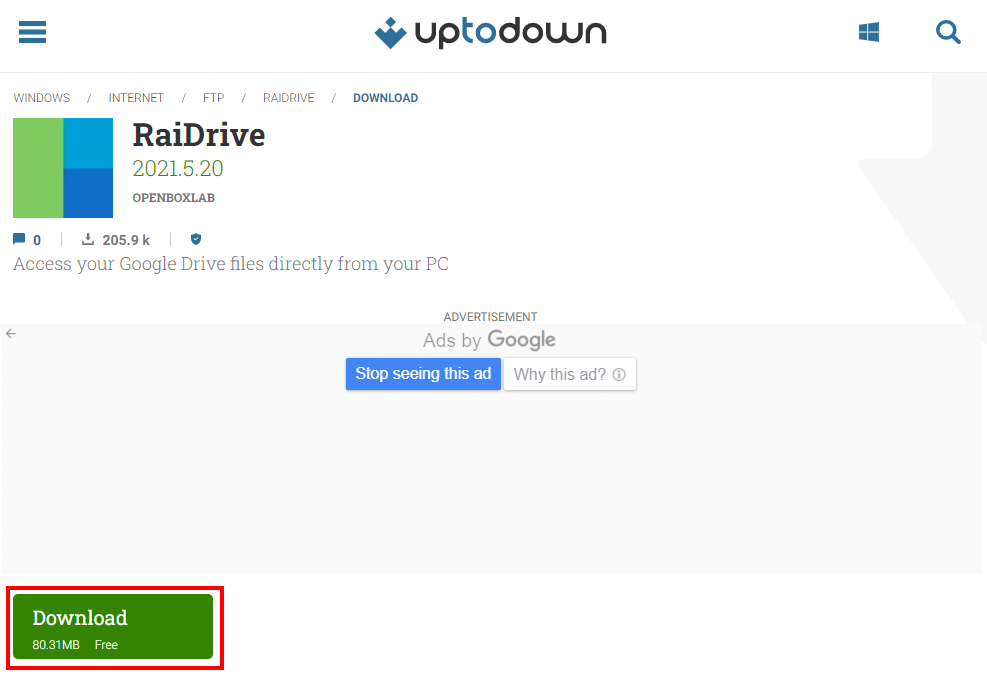 uptodown
WINDOWS / INTERNET / FTP / RAIDRIVE / DOWNLOAD
RaiDrive
2021.5.20
OPENBOXLAB
0 205.9 k
Access your Google Drive files directly from your PC
ADVERTISEMENT
Ads by Google
Stop seeing this ad Why this ad?
Download
80.31MB Free